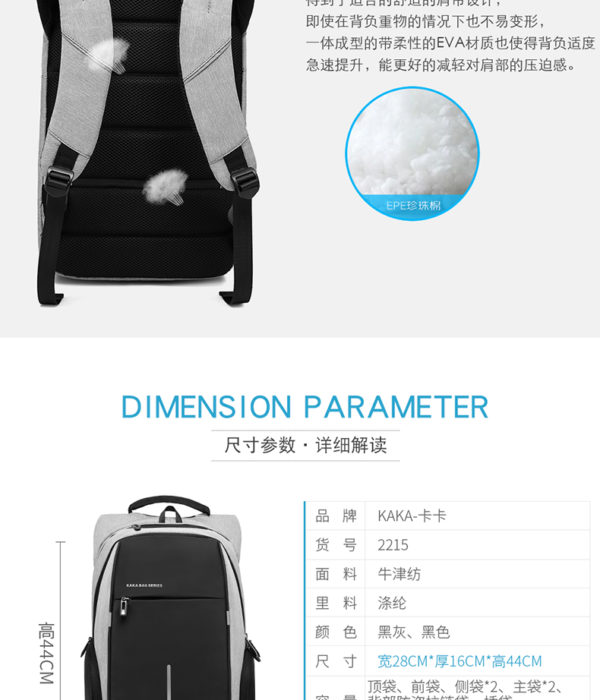 即使在背负重物的情况下也不易变形，
一体成型的带柔性的EVA材质也使得背负适度
急速提升，能更好的减轻对肩部的压迫感。
EPE珍珠棉
DIMENSION PARAMETER
尺寸参数·详细解读
品 牌 KAKA-卡卡
货 号 2215
面 料 牛津纺
里 料 涤纶
颜 色 黑灰、黑色
尺 寸 宽28CM*厚16CM*高44CM
顶袋、前袋、侧袋*2、主袋*2、
KAKA BAG SERIES
高44CM